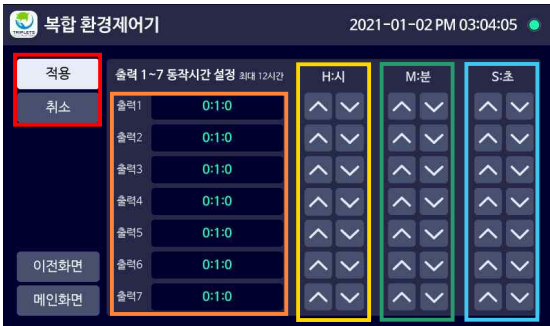 TRIPLETS
복합 환경제어기
2021-01-02 PM 03:04:05
적용
취소
이전화면
메인화면
출력 1~7 동작시간 설정 최대 12시간
H:시
M:분
S:초
출력1 0:1:0
출력2 0:1:0
출력3 0:1:0
출력4 0:1:0
출력5 0:1:0
출력6 0:1:0
출력7 0:1:0